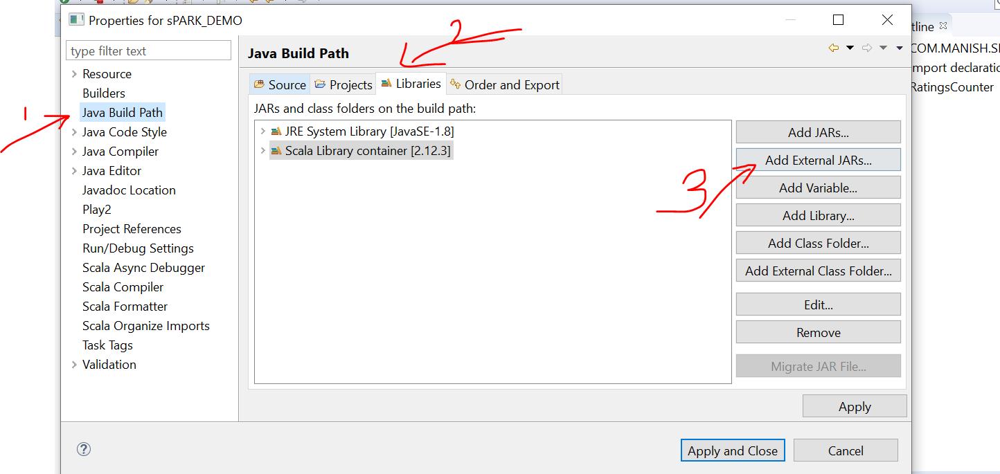 Properties for sPARK_DEMO
type filter text
Resource
Builders
Java Build Path
Java Code Style
Java Compiler
Java Editor
Javadoc Location
Play2
Project References
Run/Debug Settings
Scala Async Debugger
Scala Compiler
Scala Formatter
Scala Organize Imports
Task Tags
Validation
1
Java Build Path
2
Source
Projects
Libraries
Order and Export
JARs and class folders on the build path:
JRE System Library [JavaSE-1.8]
Scala Library container [2.12.3]
3
Add JARs...
Add External JARs...
Add Variable...
Add Library...
Add Class Folder...
Add External Class Folder...
Edit...
Remove
Migrate JAR File...
Apply
?
Apply and Close
Cancel
tline
COM.MANISH.S
mport declaratio
RatingsCounter